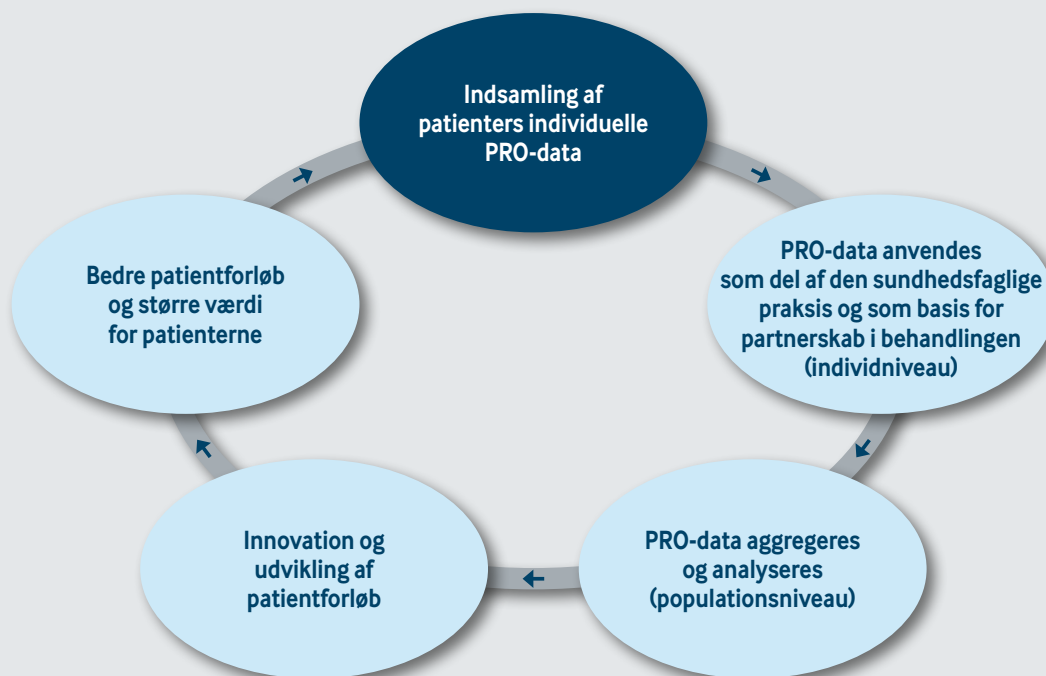 Indsamling af
patienters individuelle
PRO-data
PRO-data anvendes
som del af den sundhedsfaglige
praksis og som basis for
partnerskab i behandlingen
(individniveau)
PRO-data aggregeres
og analyseres
(populationsniveau)
Innovation og
udvikling af
patientforløb
Bedre patientforløb
og større værdi
for patienterne